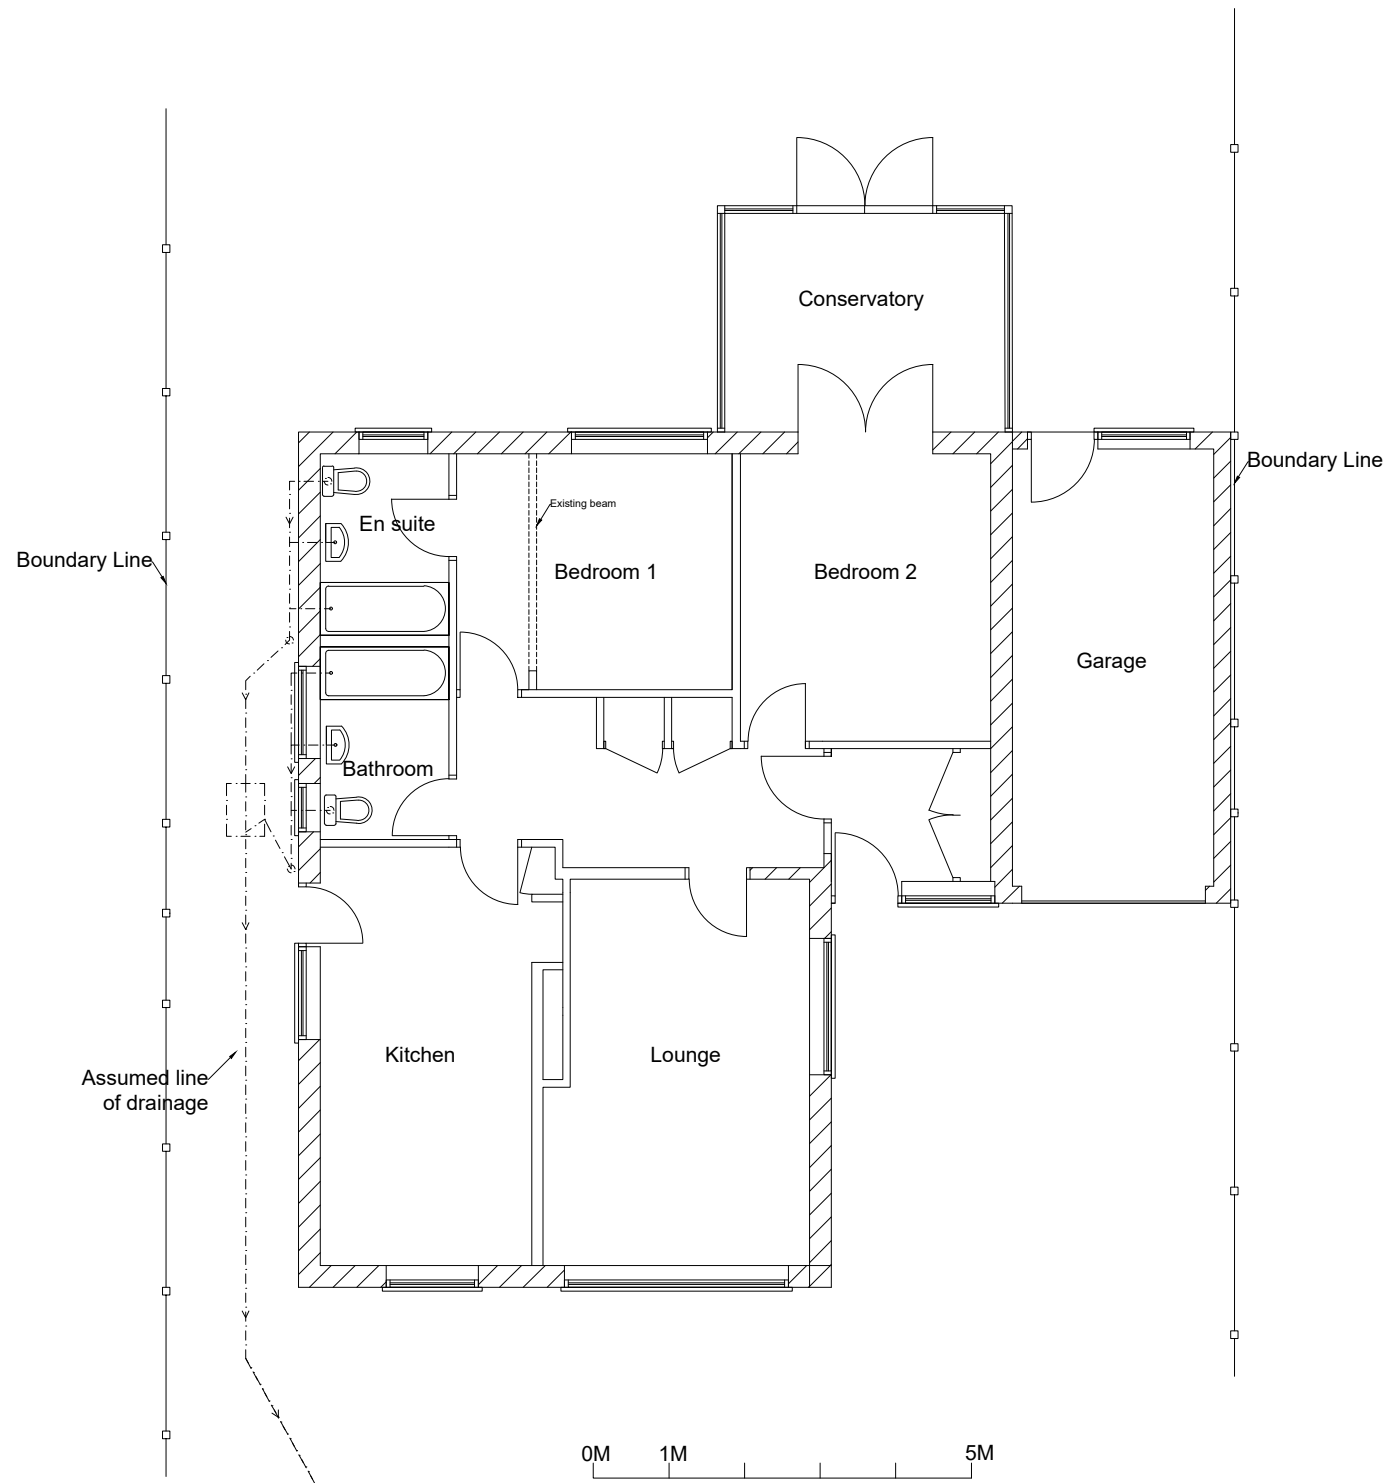 Conservatory
Boundary Line
Existing beam
En suite
Boundary Line
Bedroom 1
Bedroom 2
Garage
Bathroom
Kitchen
Lounge
Assumed line
of drainage
0M 1M 5M